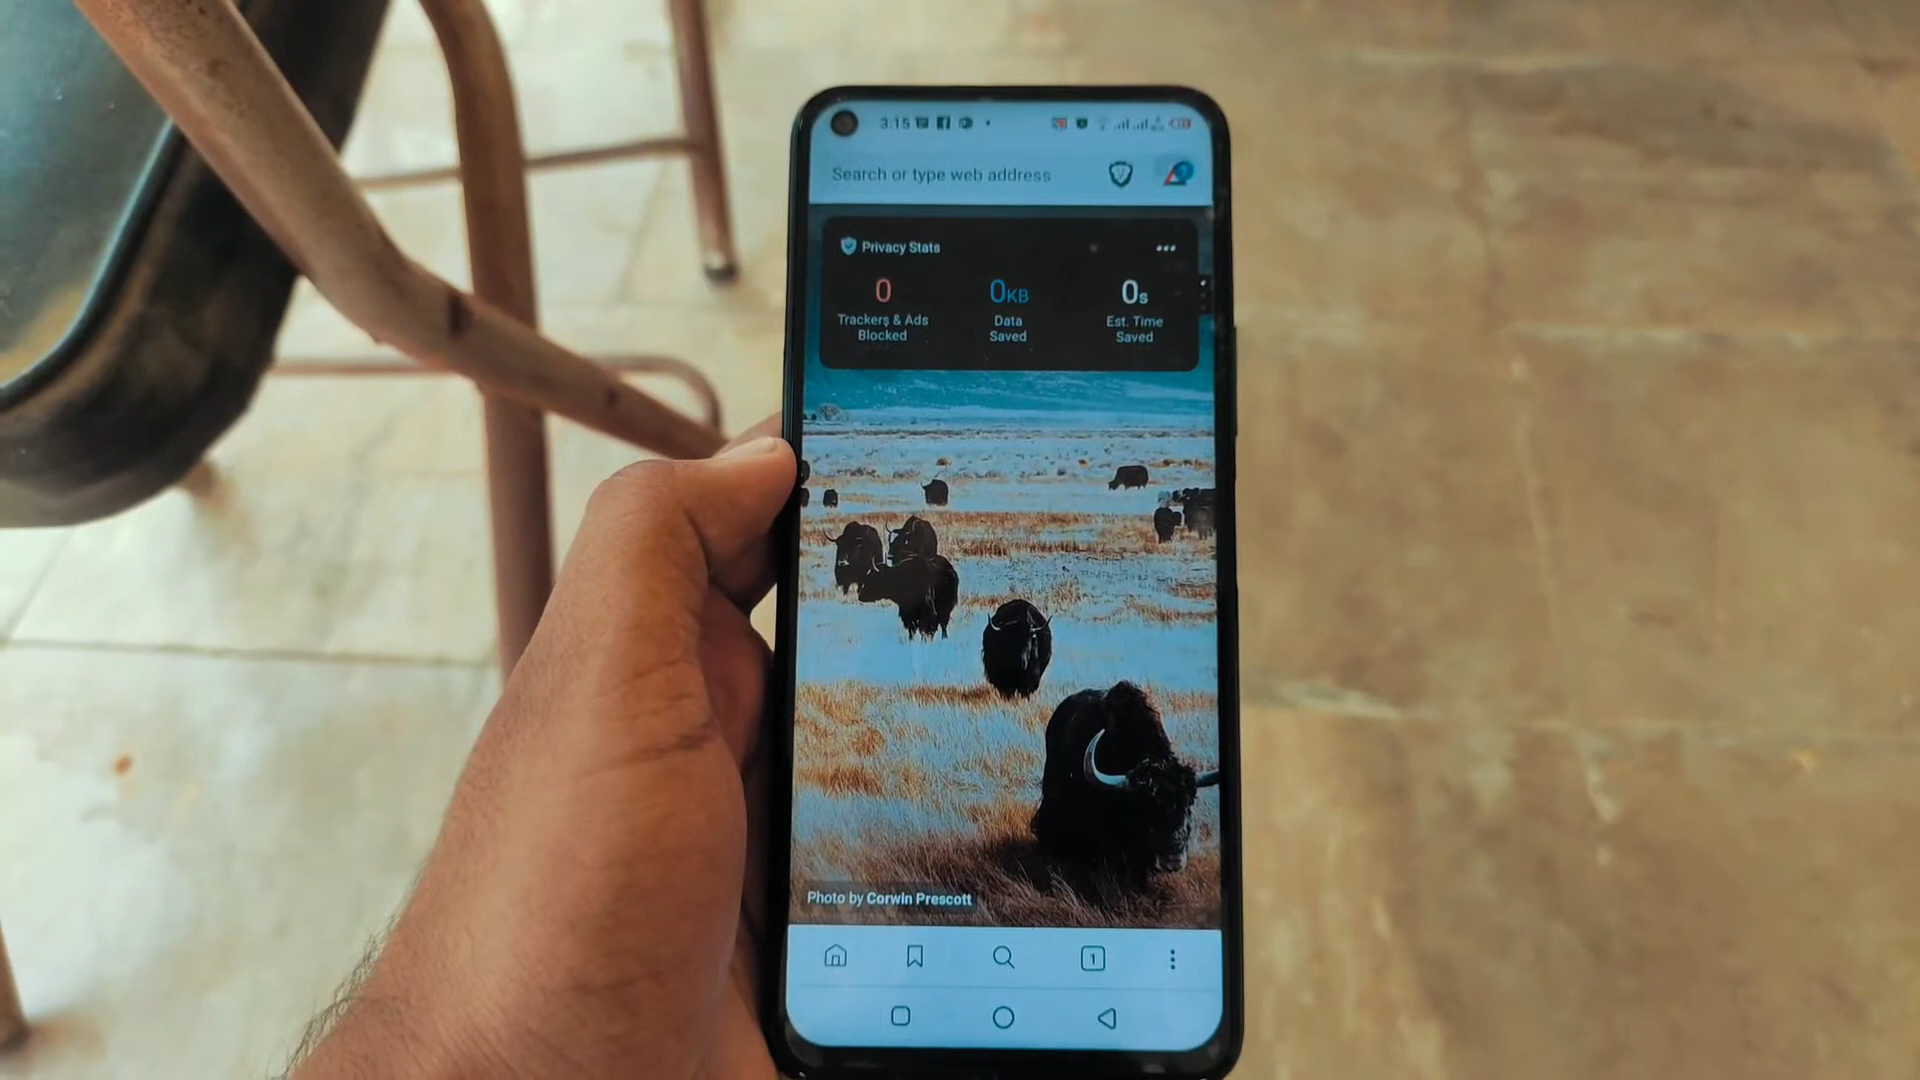 3:15
Search or type web address
Privacy Stats
0 0KB 0s
Trackers & Ads Data Est. Time
Blocked Saved Saved
Photo by Corwin Prescott
1